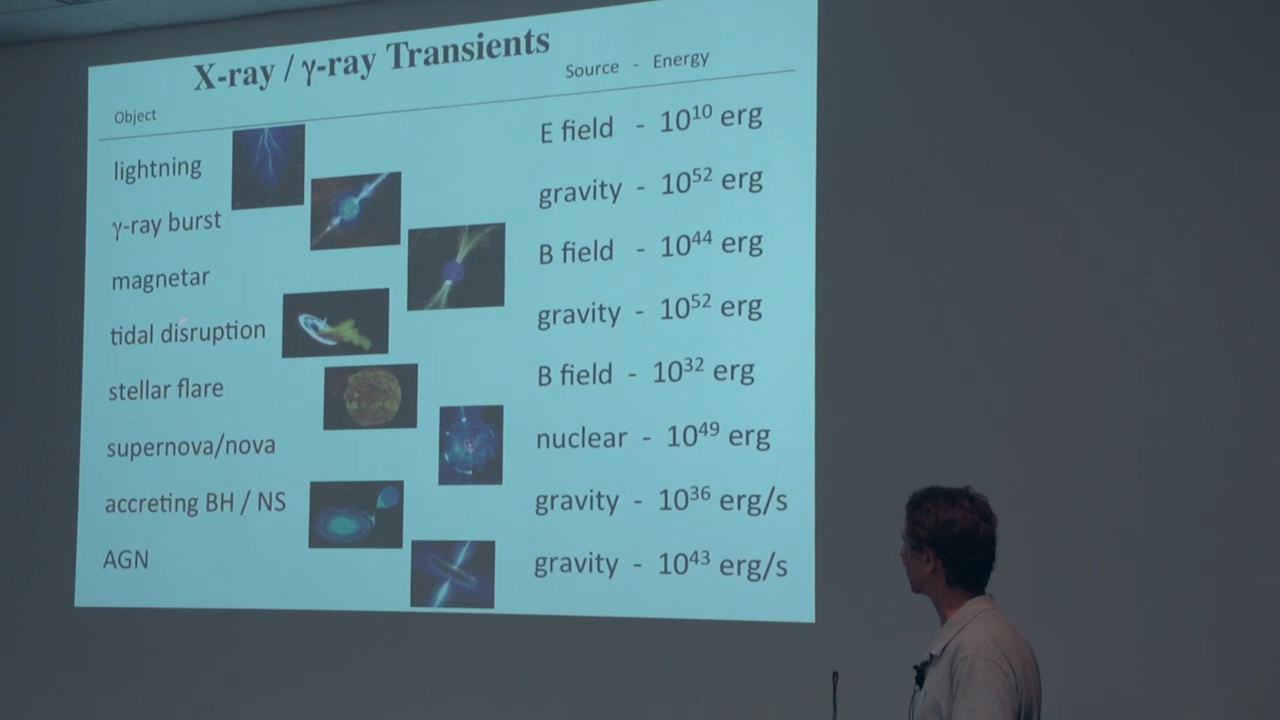 X-ray / γ-ray Transients
Object Source - Energy
lightning E field - 10¹⁰ erg
γ-ray burst gravity - 10⁵² erg
magnetar B field - 10⁴⁴ erg
tidal disruption gravity - 10⁵² erg
stellar flare B field - 10³² erg
supernova/nova nuclear - 10⁴⁹ erg
accreting BH / NS gravity - 10³⁶ erg/s
AGN gravity - 10⁴³ erg/s